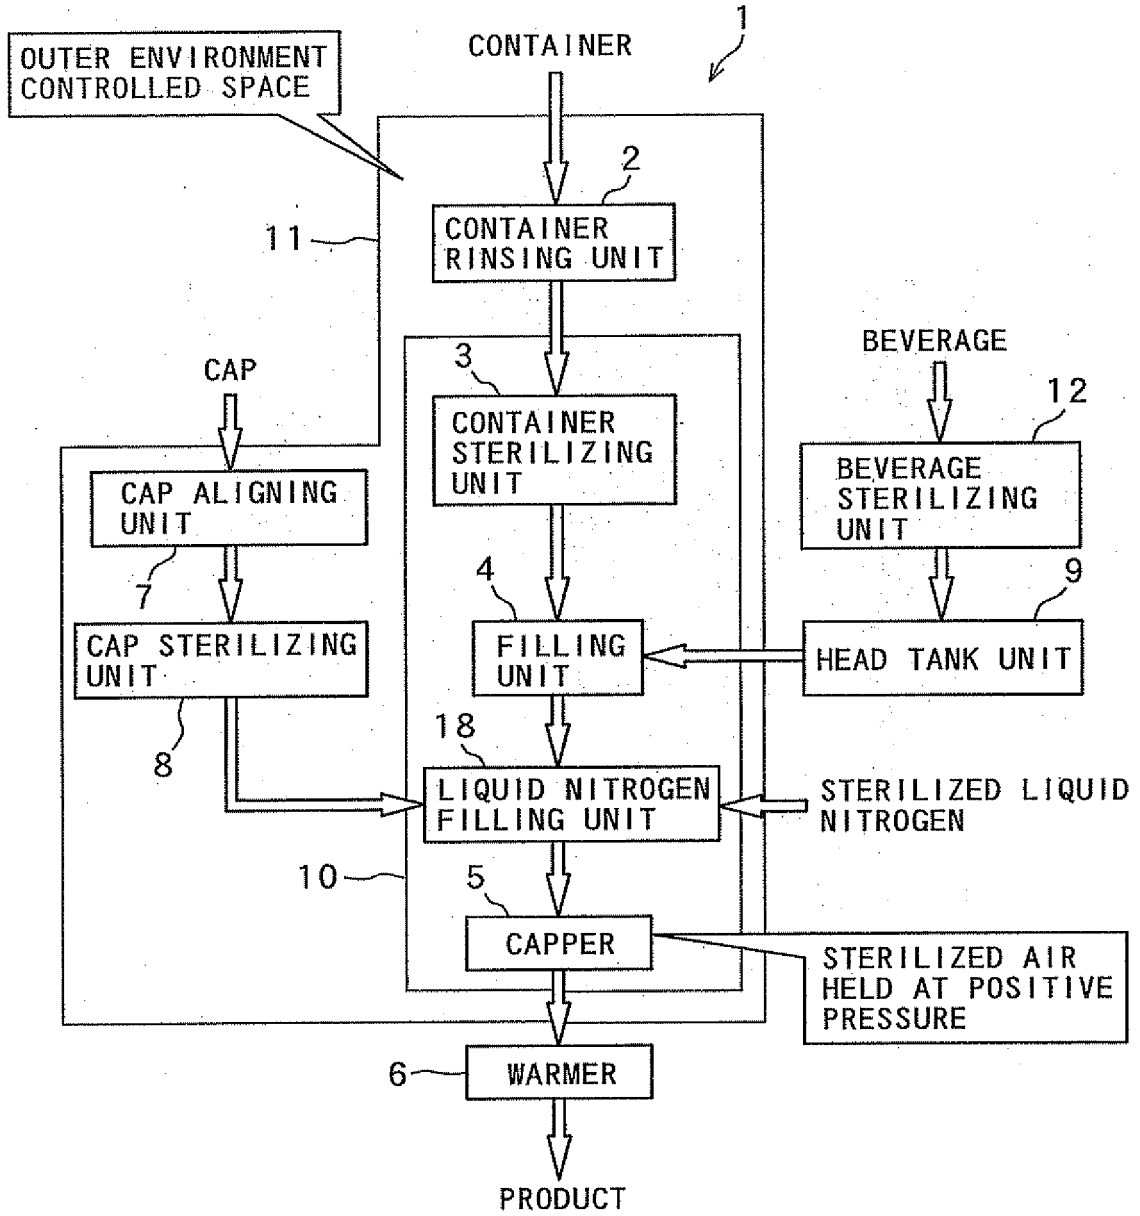 1
CONTAINER
OUTER ENVIRONMENT
CONTROLLED SPACE
2
CONTAINER
RINSING UNIT
11
BEVERAGE
3
CAP
12
CONTAINER
STERILIZING
UNIT
BEVERAGE
STERILIZING
UNIT
CAP ALIGNING
UNIT
7
4
9
CAP STERILIZING
UNIT
FILLING
UNIT
HEAD TANK UNIT
8
18
LIQUID NITROGEN
FILLING UNIT
STERILIZED LIQUID
NITROGEN
10
5
CAPPER
STERILIZED AIR
HELD AT POSITIVE
PRESSURE
6
WARMER
PRODUCT